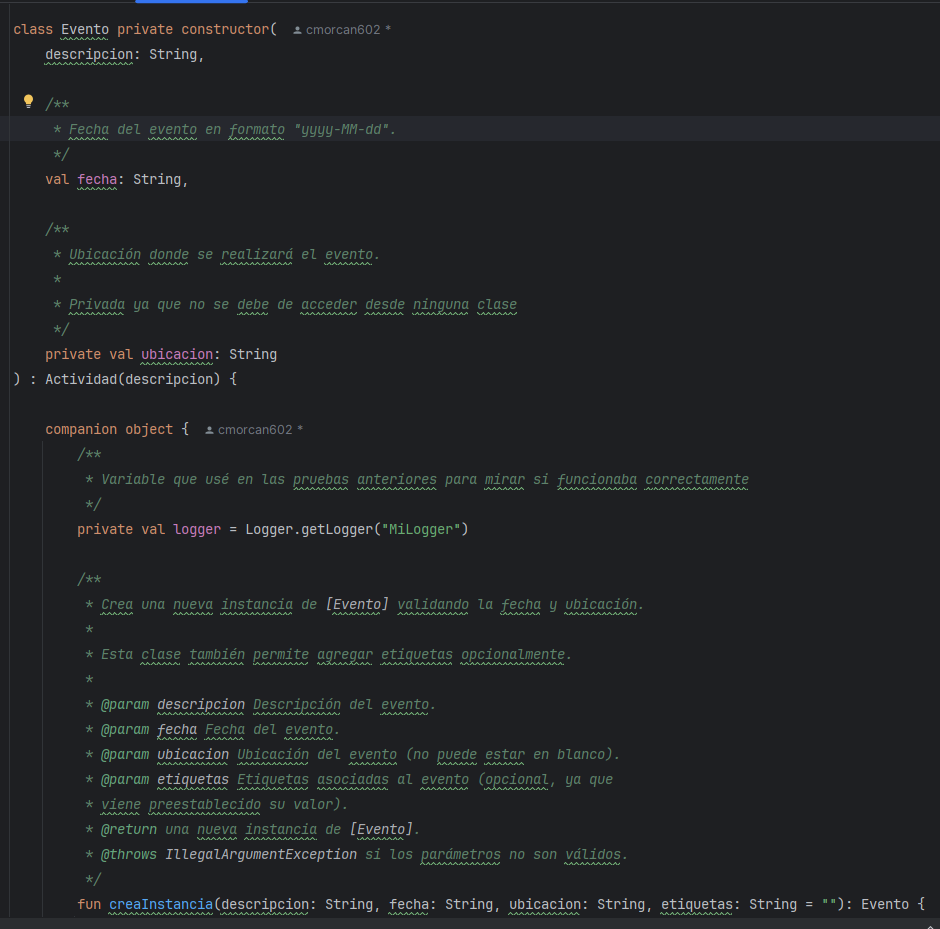 class Evento private constructor( cmorcan602 *
    descripcion: String,

    /**
     * Fecha del evento en formato "yyyy-MM-dd".
     */
    val fecha: String,

    /**
     * Ubicación donde se realizará el evento.
     *
     * Privada ya que no se debe de acceder desde ninguna clase
     */
    private val ubicacion: String
) : Actividad(descripcion) {

    companion object { cmorcan602 *
        /**
         * Variable que usé en las pruebas anteriores para mirar si funcionaba correctamente
         */
        private val logger = Logger.getLogger("MiLogger")

        /**
         * Crea una nueva instancia de [Evento] validando la fecha y ubicación.
         *
         * Esta clase también permite agregar etiquetas opcionalmente.
         *
         * @param descripcion Descripción del evento.
         * @param fecha Fecha del evento.
         * @param ubicacion Ubicación del evento (no puede estar en blanco).
         * @param etiquetas Etiquetas asociadas al evento (opcional, ya que
         * viene preestablecido su valor).
         * @return una nueva instancia de [Evento].
         * @throws IllegalArgumentException si los parámetros no son válidos.
         */
        fun creaInstancia(descripcion: String, fecha: String, ubicacion: String, etiquetas: String = ""): Evento {